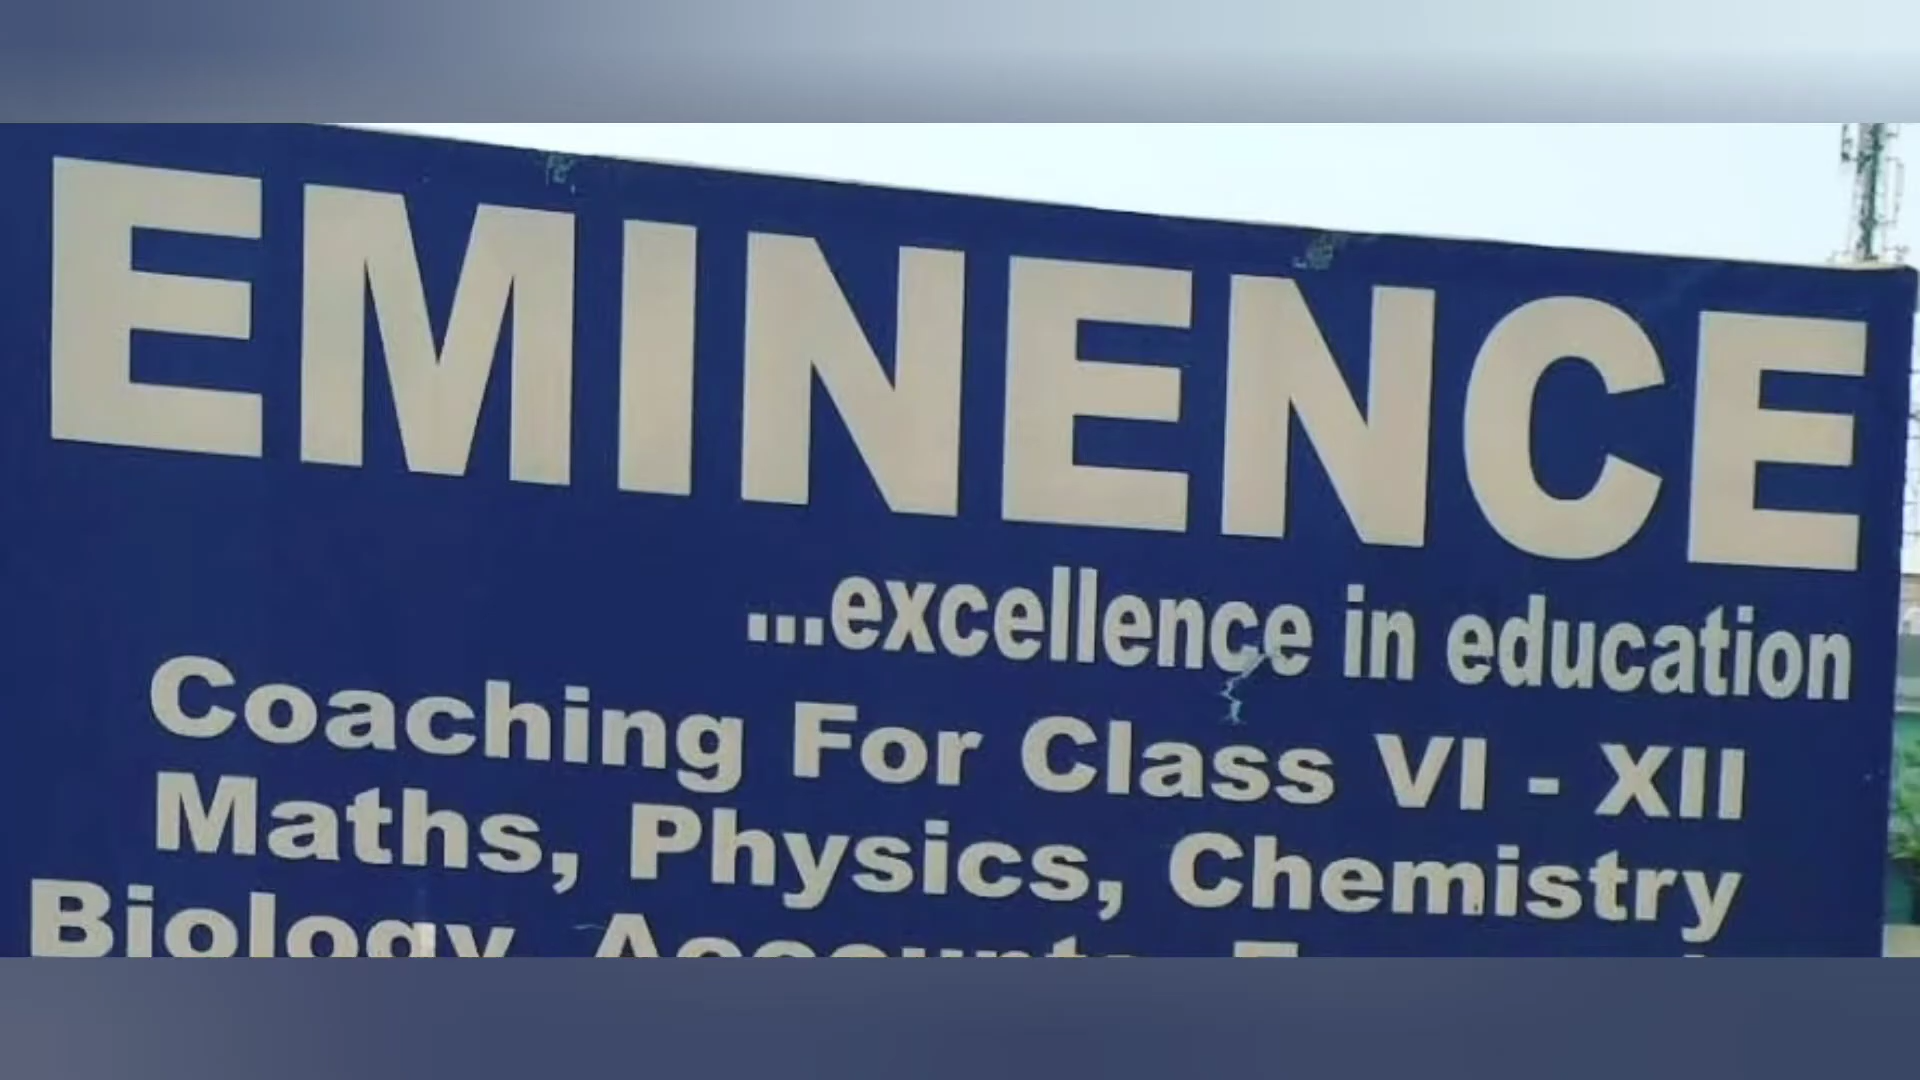 EMINENCE
...excellence in education
Coaching For Class VI - XII
Maths, Physics, Chemistry
Biology, Accounts,